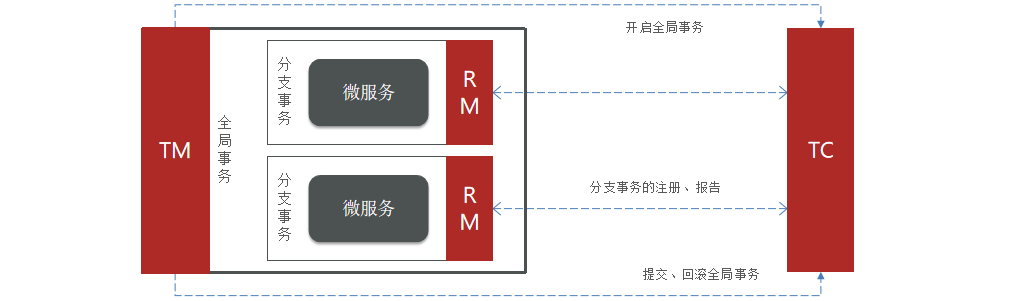 开启全局事务
TM
全局事务
分支事务
微服务
RM
TC
分支事务
微服务
RM
分支事务的注册、报告
提交、回滚全局事务